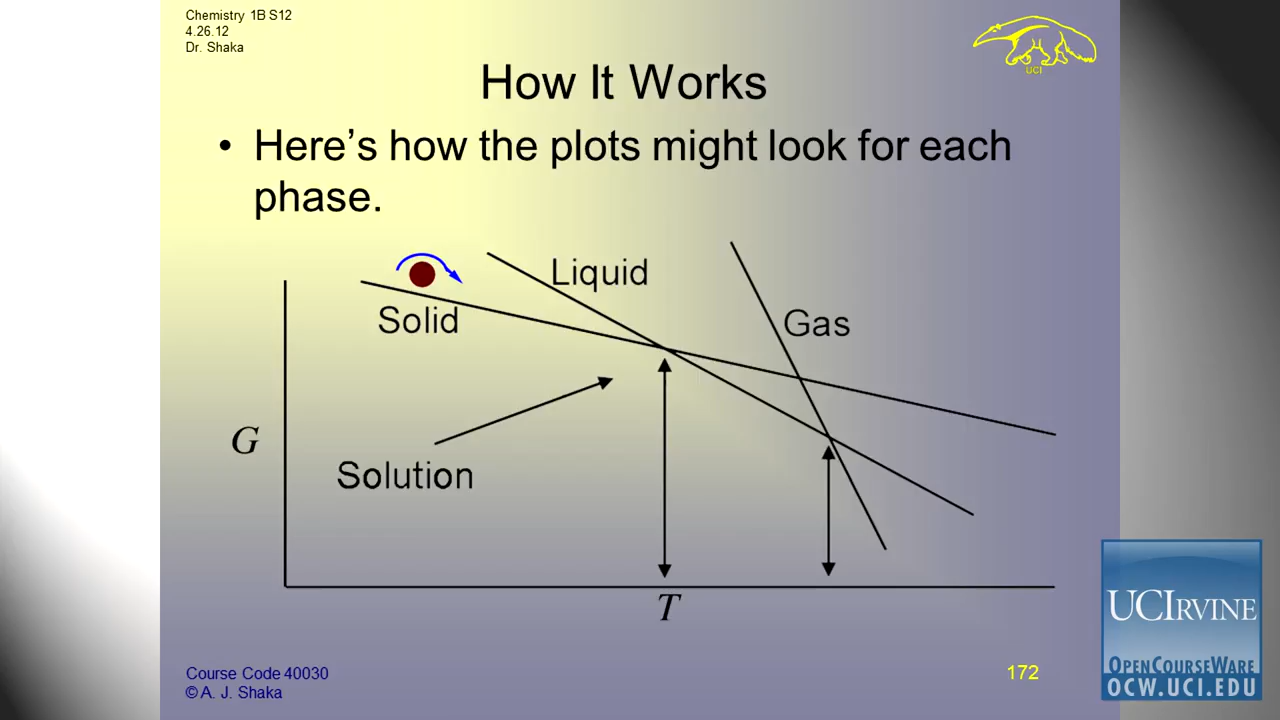 Chemistry 1B S12
4.26.12
Dr. Shaka
UCI
How It Works
• Here's how the plots might look for each
phase.
Liquid
Solid
Gas
G
Solution
T
Course Code 40030
© A. J. Shaka
172
UCIRVINE
OPENCOURSEWARE
OCW.UCI.EDU